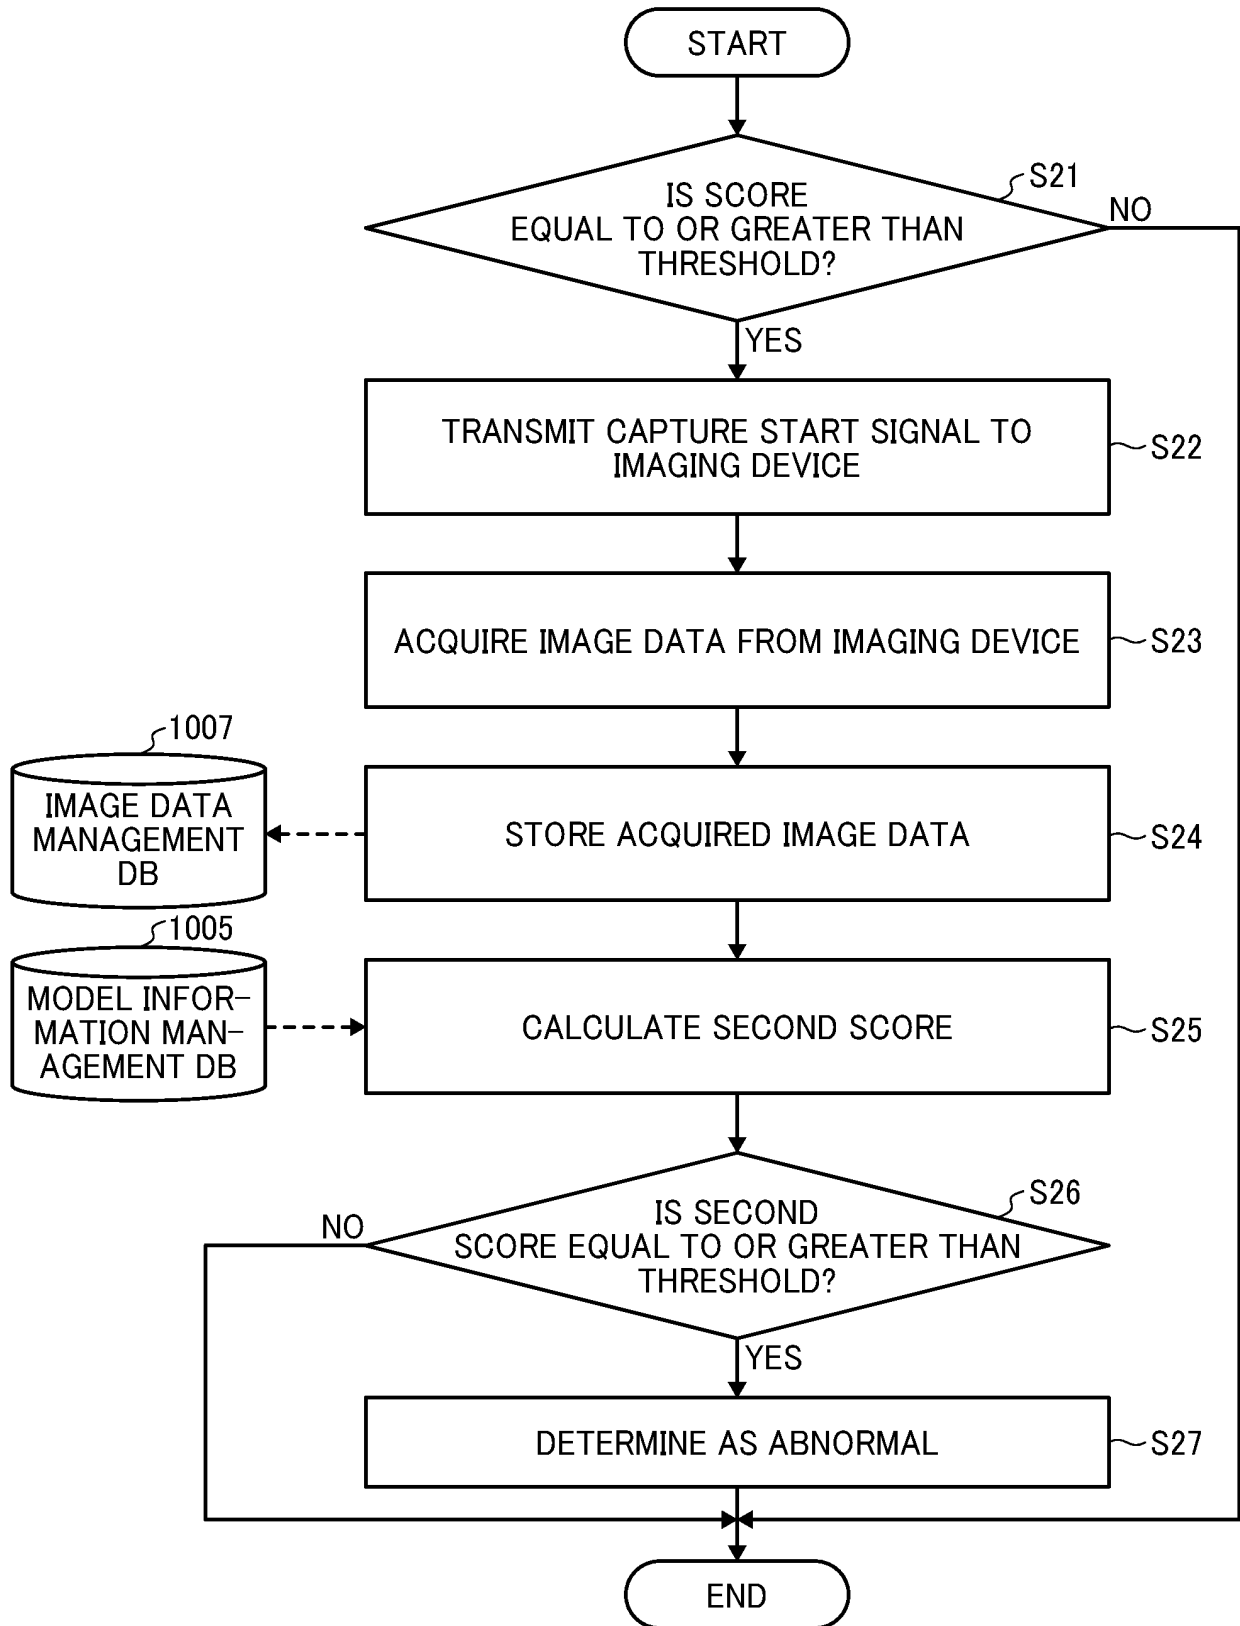 START
IS SCORE
EQUAL TO OR GREATER THAN
THRESHOLD?
S21
NO
YES
TRANSMIT CAPTURE START SIGNAL TO
IMAGING DEVICE
S22
ACQUIRE IMAGE DATA FROM IMAGING DEVICE
S23
1007
IMAGE DATA
MANAGEMENT
DB
STORE ACQUIRED IMAGE DATA
S24
1005
MODEL INFOR-
MATION MAN-
AGEMENT DB
CALCULATE SECOND SCORE
S25
IS SECOND
SCORE EQUAL TO OR GREATER THAN
THRESHOLD?
S26
NO
YES
DETERMINE AS ABNORMAL
S27
END